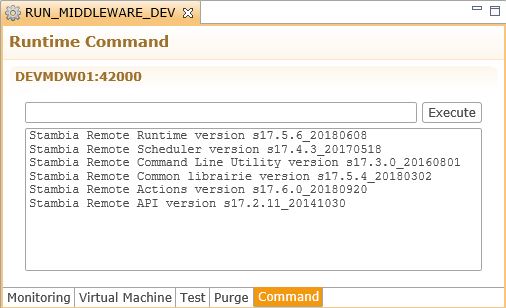 RUN_MIDDLEWARE_DEV
Runtime Command
DEVMDW01:42000
Execute
Stambia Remote Runtime version s17.5.6_20180608
Stambia Remote Scheduler version s17.4.3_20170518
Stambia Remote Command Line Utility version s17.3.0_20160801
Stambia Remote Common librairie version s17.5.4_20180302
Stambia Remote Actions version s17.6.0_20180920
Stambia Remote API version s17.2.11_20141030
Monitoring Virtual Machine Test Purge Command